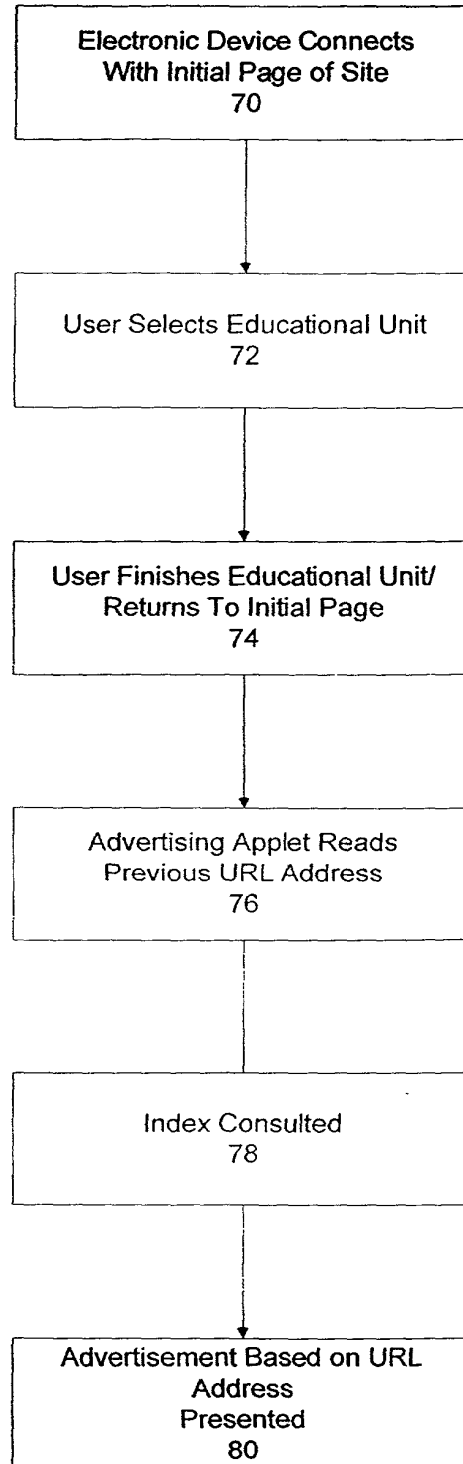 Electronic Device Connects
With Initial Page of Site
70
User Selects Educational Unit
72
User Finishes Educational Unit/
Returns To Initial Page
74
Advertising Applet Reads
Previous URL Address
76
Index Consulted
78
Advertisement Based on URL
Address
Presented
80